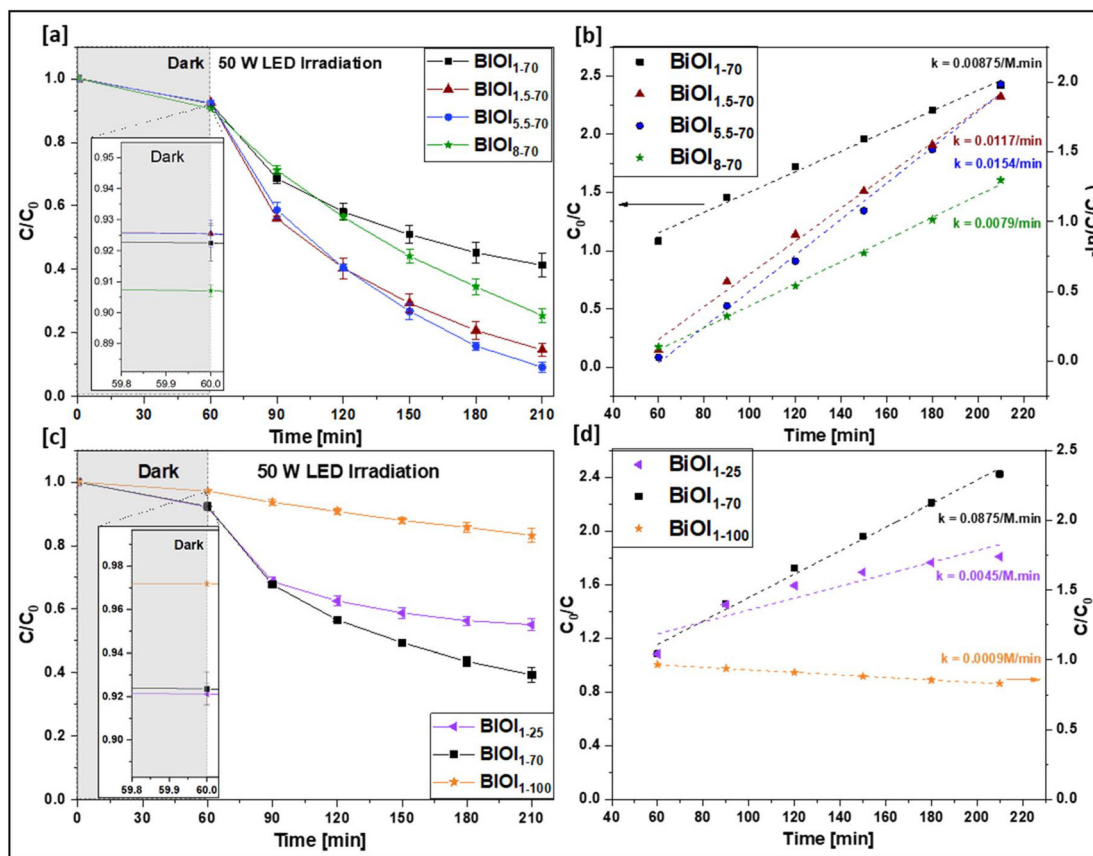 [a]
Dark 50 W LED Irradiation
BIOI1-70
BIOI1.5-70
BIOI5.5-70
BIOI8-70
C/C0
1.0
0.8
0.6
0.4
0.2
0.0
Dark
0.95
0.94
0.93
0.92
0.91
0.90
0.89
59.8 59.9 60.0
0 30 60 90 120 150 180 210
Time [min]
[b]
BiOI1-70
BiOI1.5-70
BiOI5.5-70
BiOI8-70
k = 0.00875/M.min
k = 0.0117/min
k = 0.0154/min
k = 0.0079/min
C0/C
2.5
2.0
1.5
1.0
0.5
0.0
-ln(C/C
2.0
1.5
1.0
0.5
0.0
40 60 80 100 120 140 160 180 200 220
Time [min]
[c]
Dark 50 W LED Irradiation
C/C0
1.0
0.8
0.6
0.4
0.2
0.0
Dark
0.98
0.96
0.94
0.92
0.90
59.8 59.9 60.0
BIOI1-25
BIOI1-70
BIOI1-100
0 30 60 90 120 150 180 210
Time [min]
[d]
BiOI1-25
BiOI1-70
BiOI1-100
k = 0.0875/M.min
k = 0.0045/M.min
k = 0.0009M/min
C0/C
2.4
2.0
1.6
1.2
0.8
0.4
0.0
C/C0
2.5
2.0
1.5
1.0
0.5
0.0
40 60 80 100 120 140 160 180 200 220
Time [min]